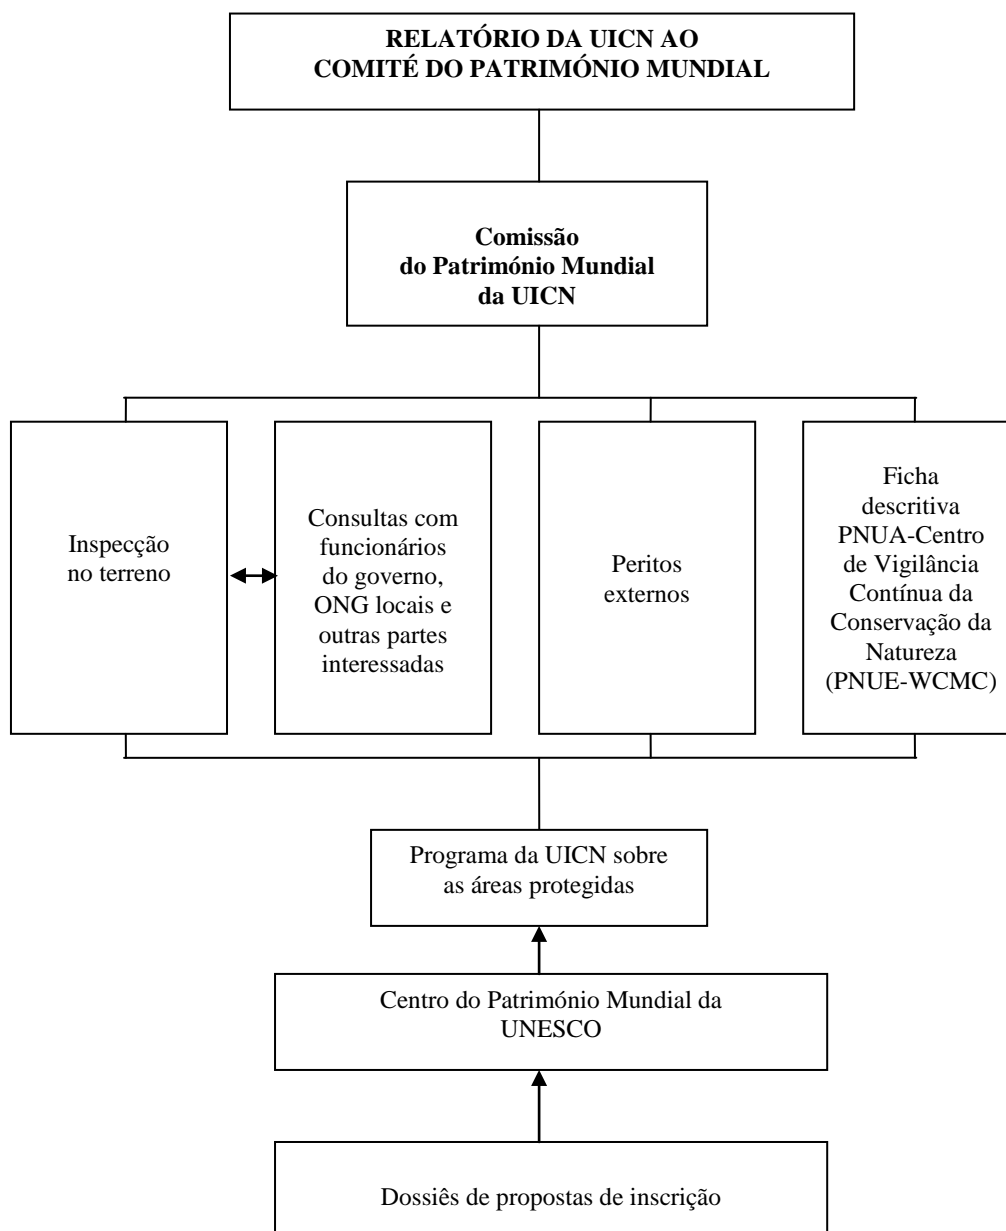 RELATÓRIO DA UICN AO
COMITÉ DO PATRIMÓNIO MUNDIAL
Comissão
do Património Mundial
da UICN
Inspecção
no terreno
Consultas com
funcionários
do governo,
ONG locais e
outras partes
interessadas
Peritos
externos
Ficha
descritiva
PNUA-Centro
de Vigilância
Contínua da
Conservação da
Natureza
(PNUE-WCMC)
Programa da UICN sobre
as áreas protegidas
Centro do Património Mundial da
UNESCO
Dossiês de propostas de inscrição